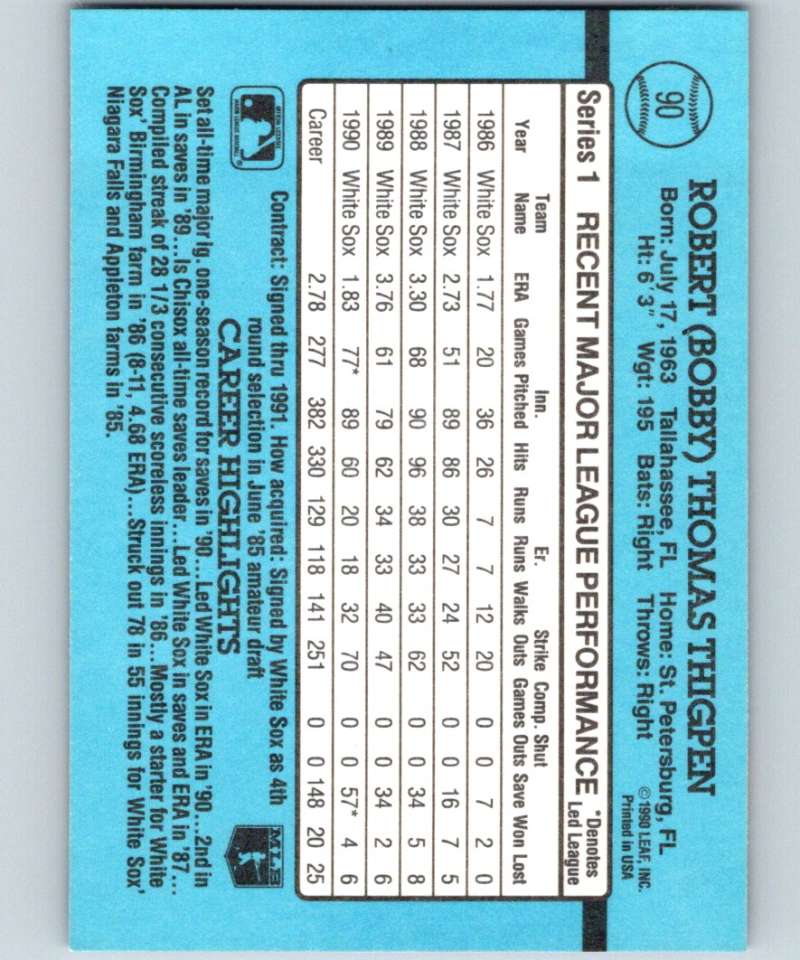 90
ROBERT (BOBBY) THOMAS THIGPEN
Born: July 17, 1963 Tallahassee, FL Home: St. Petersburg, FL
Ht: 6' 3" Wgt: 195 Bats: Right Throws: Right
©1990 LEAF, INC.
Printed in USA
Series 1 RECENT MAJOR LEAGUE PERFORMANCE *Denotes
Led League
Team Inn. Er. Strike Comp. Shut
Year Name ERA Games Pitched Hits Runs Runs Walks Outs Games Outs Save Won Lost
1986 White Sox 1.77 20 36 26 7 7 12 20 0 0 7 2 0
1987 White Sox 2.73 51 89 86 30 27 24 52 0 0 16 7 5
1988 White Sox 3.30 68 90 96 38 33 33 62 0 0 34 5 8
1989 White Sox 3.76 61 79 62 34 33 40 47 0 0 34 2 6
1990 White Sox 1.83 77* 89 60 20 18 32 70 0 0 57* 4 6
Career 2.78 277 382 330 129 118 141 251 0 0 148 20 25
OFFICIAL LICENSEE
MAJOR LEAGUE BASEBALL
Contract: Signed thru 1991. How acquired: Signed by White Sox as 4th
round selection in June '85 amateur draft
MLB
CAREER HIGHLIGHTS
Set all-time major lg. one-season record for saves in '90...Led White Sox in ERA in '90...2nd in
AL in saves in '89...Is Chisox all-time saves leader...Led White Sox in saves and ERA in '87...
Compiled streak of 28 1/3 consecutive scoreless innings in '86...Mostly a starter for White
Sox' Birmingham farm in '86 (8-11, 4.68 ERA)...Struck out 78 in 55 innings for White Sox'
Niagara Falls and Appleton farms in '85.